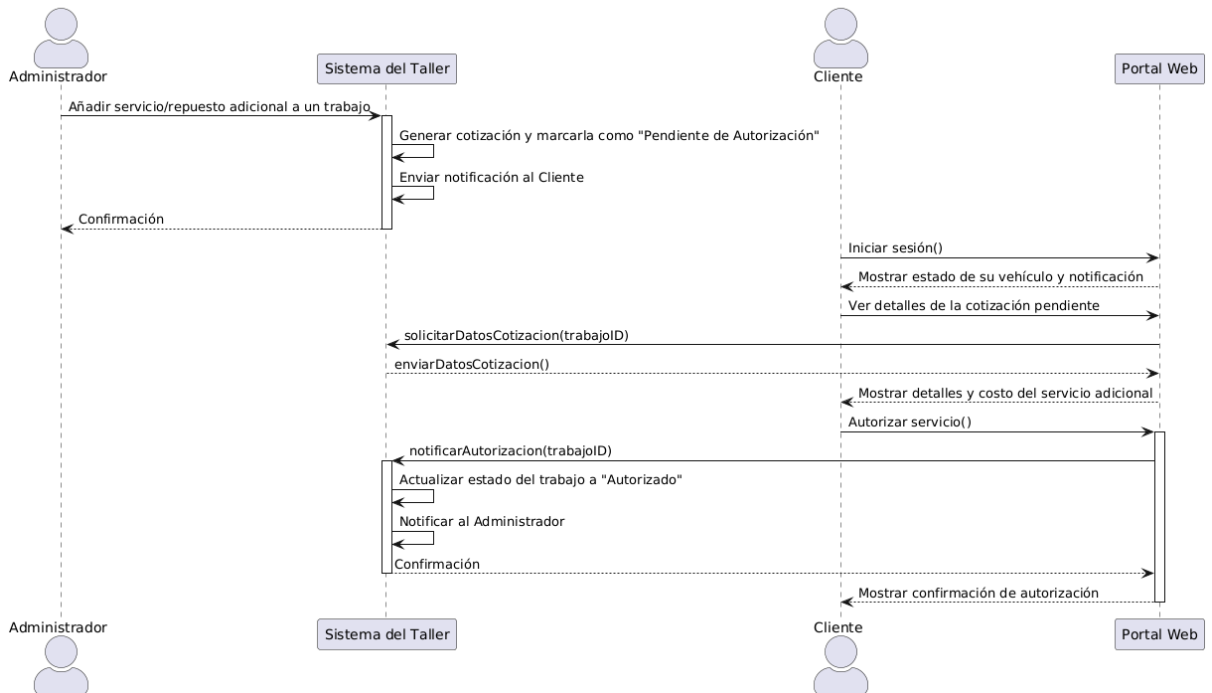 Administrador
Sistema del Taller
Cliente
Portal Web
Añadir servicio/repuesto adicional a un trabajo
Generar cotización y marcarla como "Pendiente de Autorización"
Enviar notificación al Cliente
Confirmación
Iniciar sesión()
Mostrar estado de su vehículo y notificación
Ver detalles de la cotización pendiente
solicitarDatosCotizacion(trabajoID)
enviarDatosCotizacion()
Mostrar detalles y costo del servicio adicional
Autorizar servicio()
notificarAutorizacion(trabajoID)
Actualizar estado del trabajo a "Autorizado"
Notificar al Administrador
Confirmación
Mostrar confirmación de autorización
Administrador
Sistema del Taller
Cliente
Portal Web